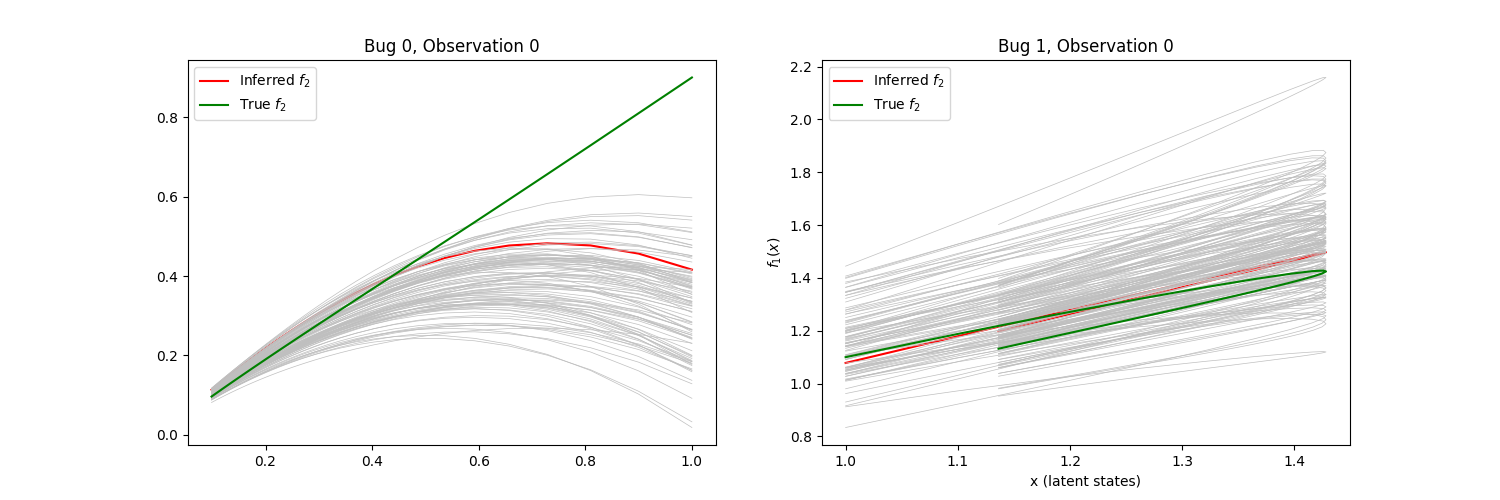 Bug 0, Observation 0
Inferred f₂
True f₂
0.8
0.6
0.4
0.2
0.0
0.2 0.4 0.6 0.8 1.0
Bug 1, Observation 0
Inferred f₂
True f₂
2.2
2.0
1.8
1.6
1.4
1.2
1.0
0.8
f₁(x)
1.0 1.1 1.2 1.3 1.4
x (latent states)